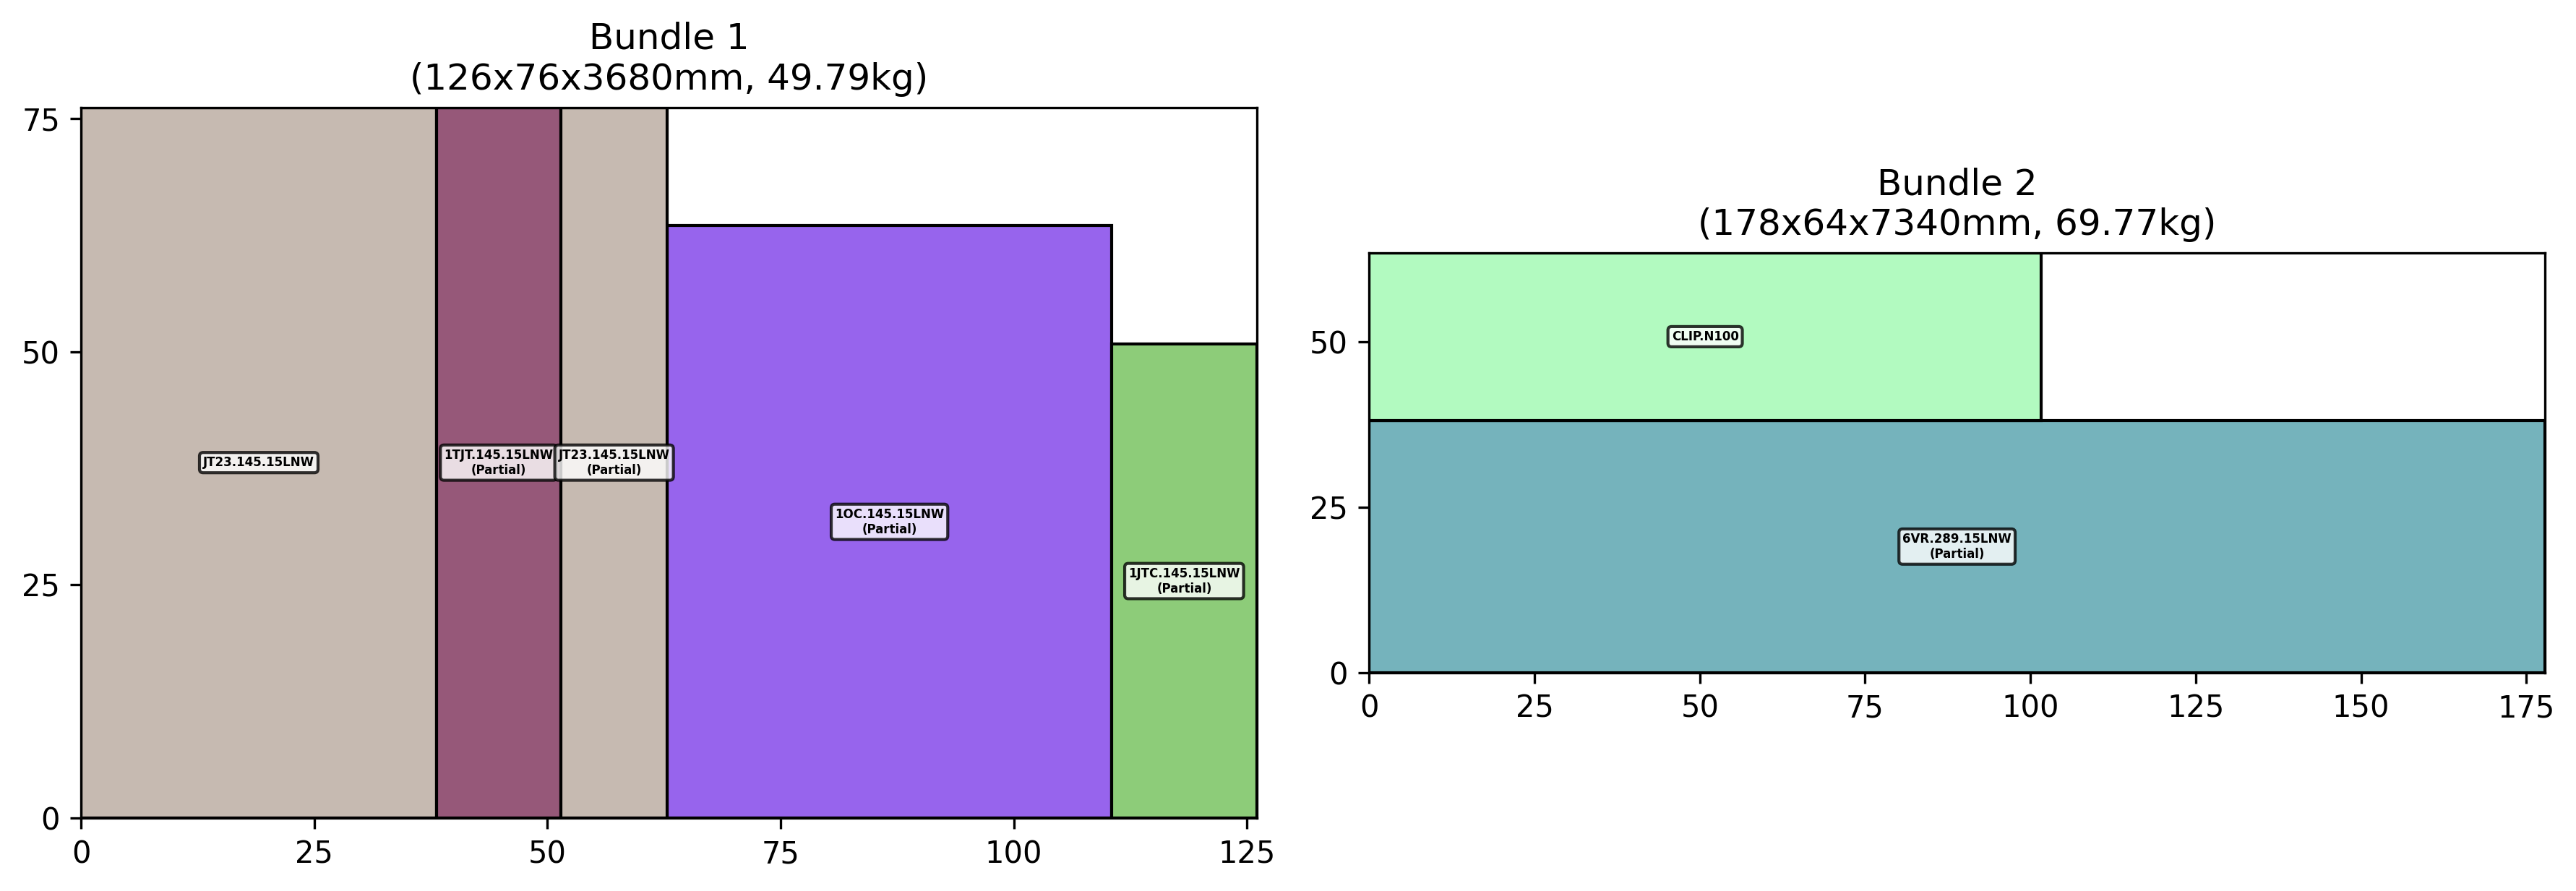 Bundle 1
(126x76x3680mm, 49.79kg)
75
50
25
0
JT23.145.15LNW
1TJT.145.15LNW
(Partial)
JT23.145.15LNW
(Partial)
1OC.145.15LNW
(Partial)
1JTC.145.15LNW
(Partial)
0 25 50 75 100 125
Bundle 2
(178x64x7340mm, 69.77kg)
50
25
0
CLIP.N100
6VR.289.15LNW
(Partial)
0 25 50 75 100 125 150 175